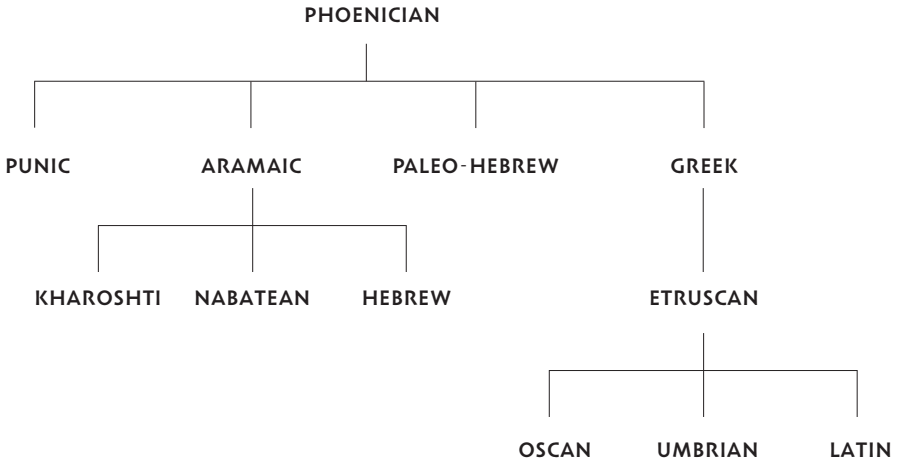 PHOENICIAN
PUNIC ARAMAIC PALEO-HEBREW GREEK
KHAROSHTI NABATEAN HEBREW ETRUSCAN
OSCAN UMBRIAN LATIN